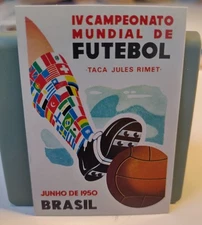 IV CAMPEONATO
MUNDIAL DE
FUTEBOL
TAÇA JULES RIMET
JUNHO DE 1950
BRASIL